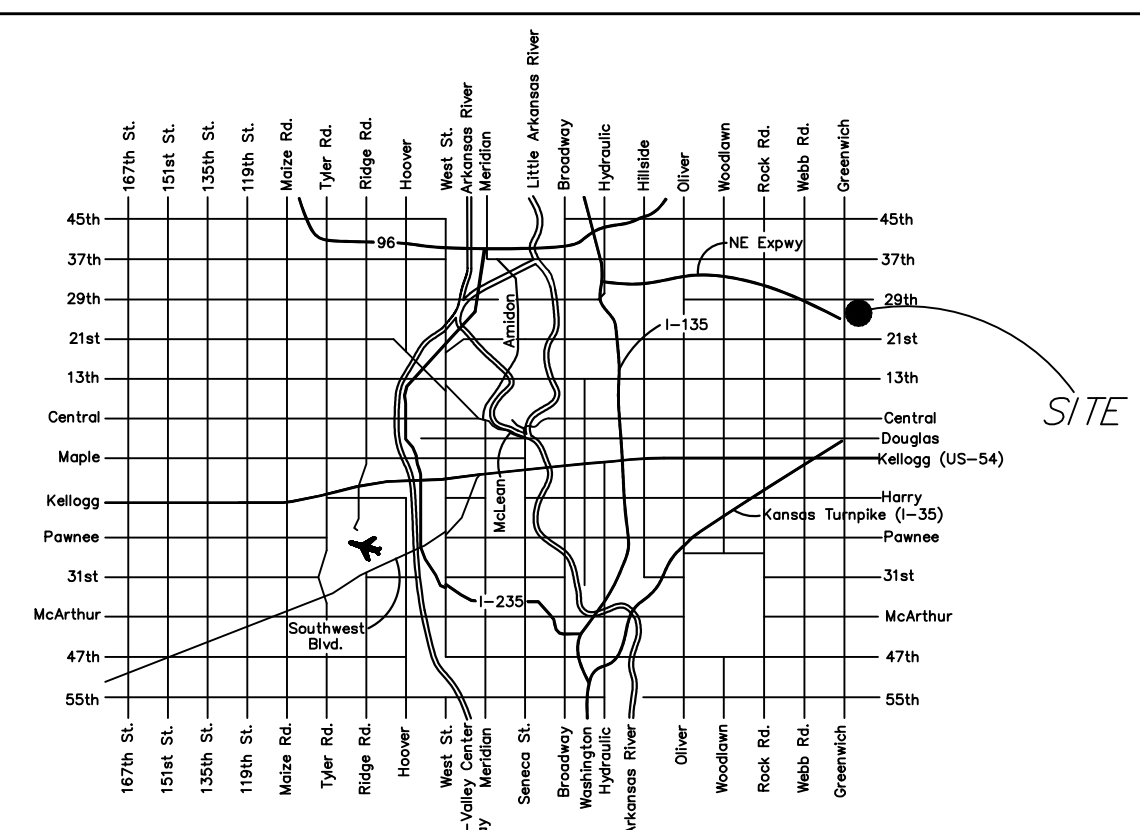 167th St.
151st St.
135th St.
119th St.
Maize Rd.
Tyler Rd.
Ridge Rd.
Hoover
West St.
Arkansas River
Meridian
Little Arkansas River
Broadway
Hydraulic
Hillside
Oliver
Woodlawn
Rock Rd.
Webb Rd.
Greenwich
45th
37th
29th
21st
13th
Central
Maple
Kellogg
Pawnee
31st
McArthur
47th
55th
96
NE Expwy
Amidon
I-135
McLean
Kansas Turnpike (I-35)
I-235
Southwest
Blvd.
SITE
45th
37th
29th
21st
13th
Central
Douglas
Kellogg (US-54)
Harry
Pawnee
31st
McArthur
47th
55th
167th St.
151st St.
135th St.
119th St.
Maize Rd.
Tyler Rd.
Ridge Rd.
Hoover
West St.
-Valley Center
Meridian
Seneca St.
Broadway
Washington
Hydraulic
Arkansas River
Oliver
Woodlawn
Rock Rd.
Webb Rd.
Greenwich